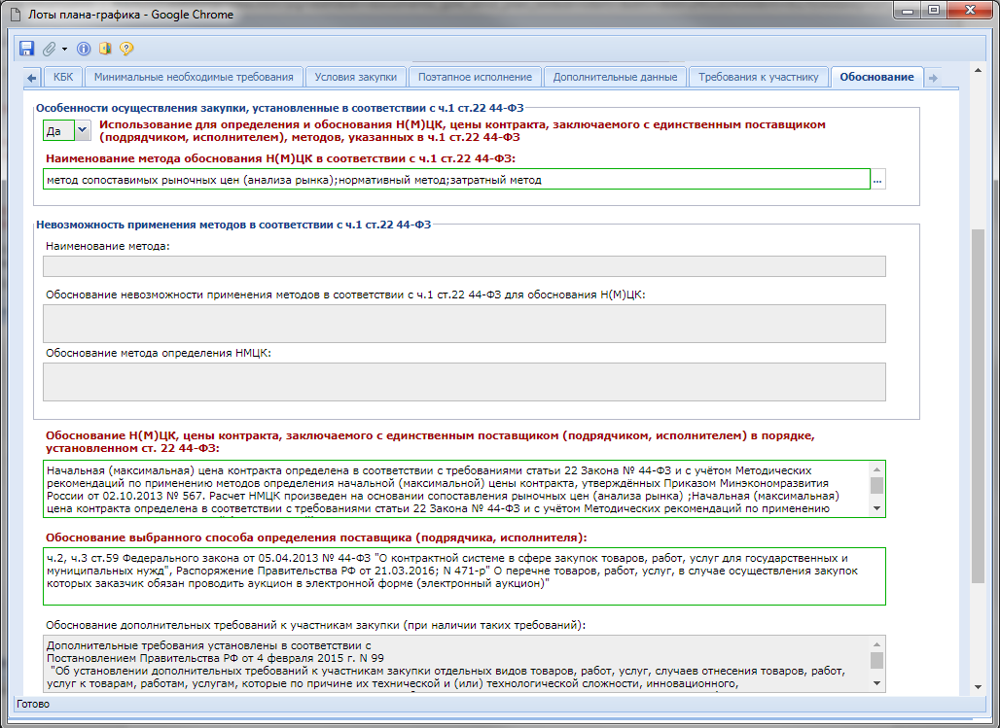 Лоты плана-графика - Google Chrome
КБК
Минимальные необходимые требования
Условия закупки
Поэтапное исполнение
Дополнительные данные
Требования к участнику
Обоснование
Особенности осуществления закупки, установленные в соответствии с ч.1 ст.22 44-ФЗ
Да
Использование для определения и обоснования Н(М)ЦК, цены контракта, заключаемого с единственным поставщиком
(подрядчиком, исполнителем), методов, указанных в ч.1 ст.22 44-ФЗ
Наименование метода обоснования Н(М)ЦК в соответствии с ч.1 ст.22 44-ФЗ:
метод сопоставимых рыночных цен (анализа рынка);нормативный метод;затратный метод
...
Невозможность применения методов в соответствии с ч.1 ст.22 44-ФЗ
Наименование метода:
Обоснование невозможности применения методов в соответствии с ч.1 ст.22 44-ФЗ для обоснования Н(М)ЦК:
Обоснование метода определения НМЦК:
Обоснование Н(М)ЦК, цены контракта, заключаемого с единственным поставщиком (подрядчиком, исполнителем) в порядке,
установленном ст. 22 44-ФЗ:
Начальная (максимальная) цена контракта определена в соответствии с требованиями статьи 22 Закона № 44-ФЗ и с учётом Методических
рекомендаций по применению методов определения начальной (максимальной) цены контракта, утверждённых Приказом Минэкономразвития
России от 02.10.2013 № 567. Расчет НМЦК произведен на основании сопоставления рыночных цен (анализа рынка) ;Начальная (максимальная)
цена контракта определена в соответствии с требованиями статьи 22 Закона № 44-ФЗ и с учётом Методических рекомендаций по применению
Обоснование выбранного способа определения поставщика (подрядчика, исполнителя):
ч.2, ч.3 ст.59 Федерального закона от 05.04.2013 № 44-ФЗ "О контрактной системе в сфере закупок товаров, работ, услуг для государственных и
муниципальных нужд", Распоряжение Правительства РФ от 21.03.2016; N 471-р" О перечне товаров, работ, услуг, в случае осуществления закупок
которых заказчик обязан проводить аукцион в электронной форме (электронный аукцион)"
Обоснование дополнительных требований к участникам закупки (при наличии таких требований):
Дополнительные требования установлены в соответствии с
Постановлением Правительства РФ от 4 февраля 2015 г. N 99
"Об установлении дополнительных требований к участникам закупки отдельных видов товаров, работ, услуг, случаев отнесения товаров, работ,
услуг к товарам, работам, услугам, которые по причине их технической и (или) технологической сложности, инновационного,
Готово